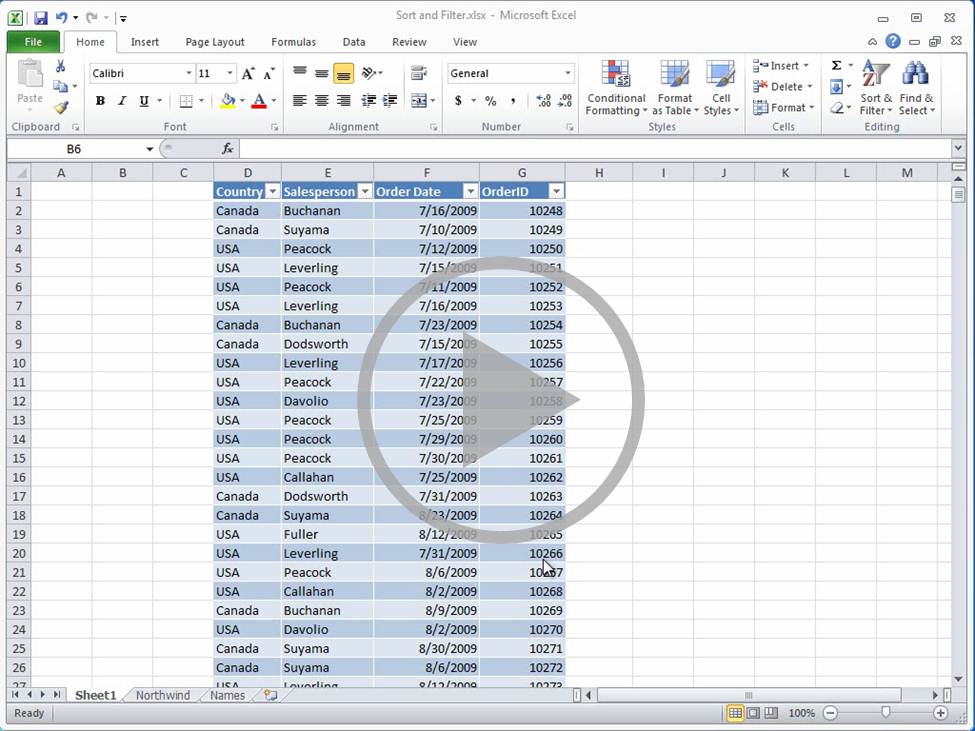 Sort and Filter.xlsx - Microsoft Excel
File Home Insert Page Layout Formulas Data Review View
Calibri 11 General Insert Σ
Paste Conditional Formatting Format as Table Cell Styles Delete Sort & Filter Find & Select
B I U $ % , Format
Clipboard Font Alignment Number Styles Cells Editing
B6 fx
A B C D E F G H I J K L M
1 Country Salesperson Order Date OrderID
2 Canada Buchanan 7/16/2009 10248
3 Canada Suyama 7/10/2009 10249
4 USA Peacock 7/12/2009 10250
5 USA Leverling 7/15/2009 10251
6 USA Peacock 7/11/2009 10252
7 USA Leverling 7/16/2009 10253
8 Canada Buchanan 7/23/2009 10254
9 Canada Dodsworth 7/15/2009 10255
10 USA Leverling 7/17/2009 10256
11 USA Peacock 7/22/2009 10257
12 USA Davolio 7/23/2009 10258
13 USA Peacock 7/25/2009 10259
14 USA Peacock 7/29/2009 10260
15 USA Peacock 7/30/2009 10261
16 USA Callahan 7/25/2009 10262
17 Canada Dodsworth 7/31/2009 10263
18 Canada Suyama 8/23/2009 10264
19 USA Fuller 8/12/2009 10265
20 USA Leverling 7/31/2009 10266
21 USA Peacock 8/6/2009 10267
22 USA Callahan 8/2/2009 10268
23 Canada Buchanan 8/9/2009 10269
24 USA Davolio 8/2/2009 10270
25 Canada Suyama 8/30/2009 10271
26 Canada Suyama 8/6/2009 10272
27 USA Leverling 8/12/2009 10273
Sheet1 Northwind Names
Ready 100%